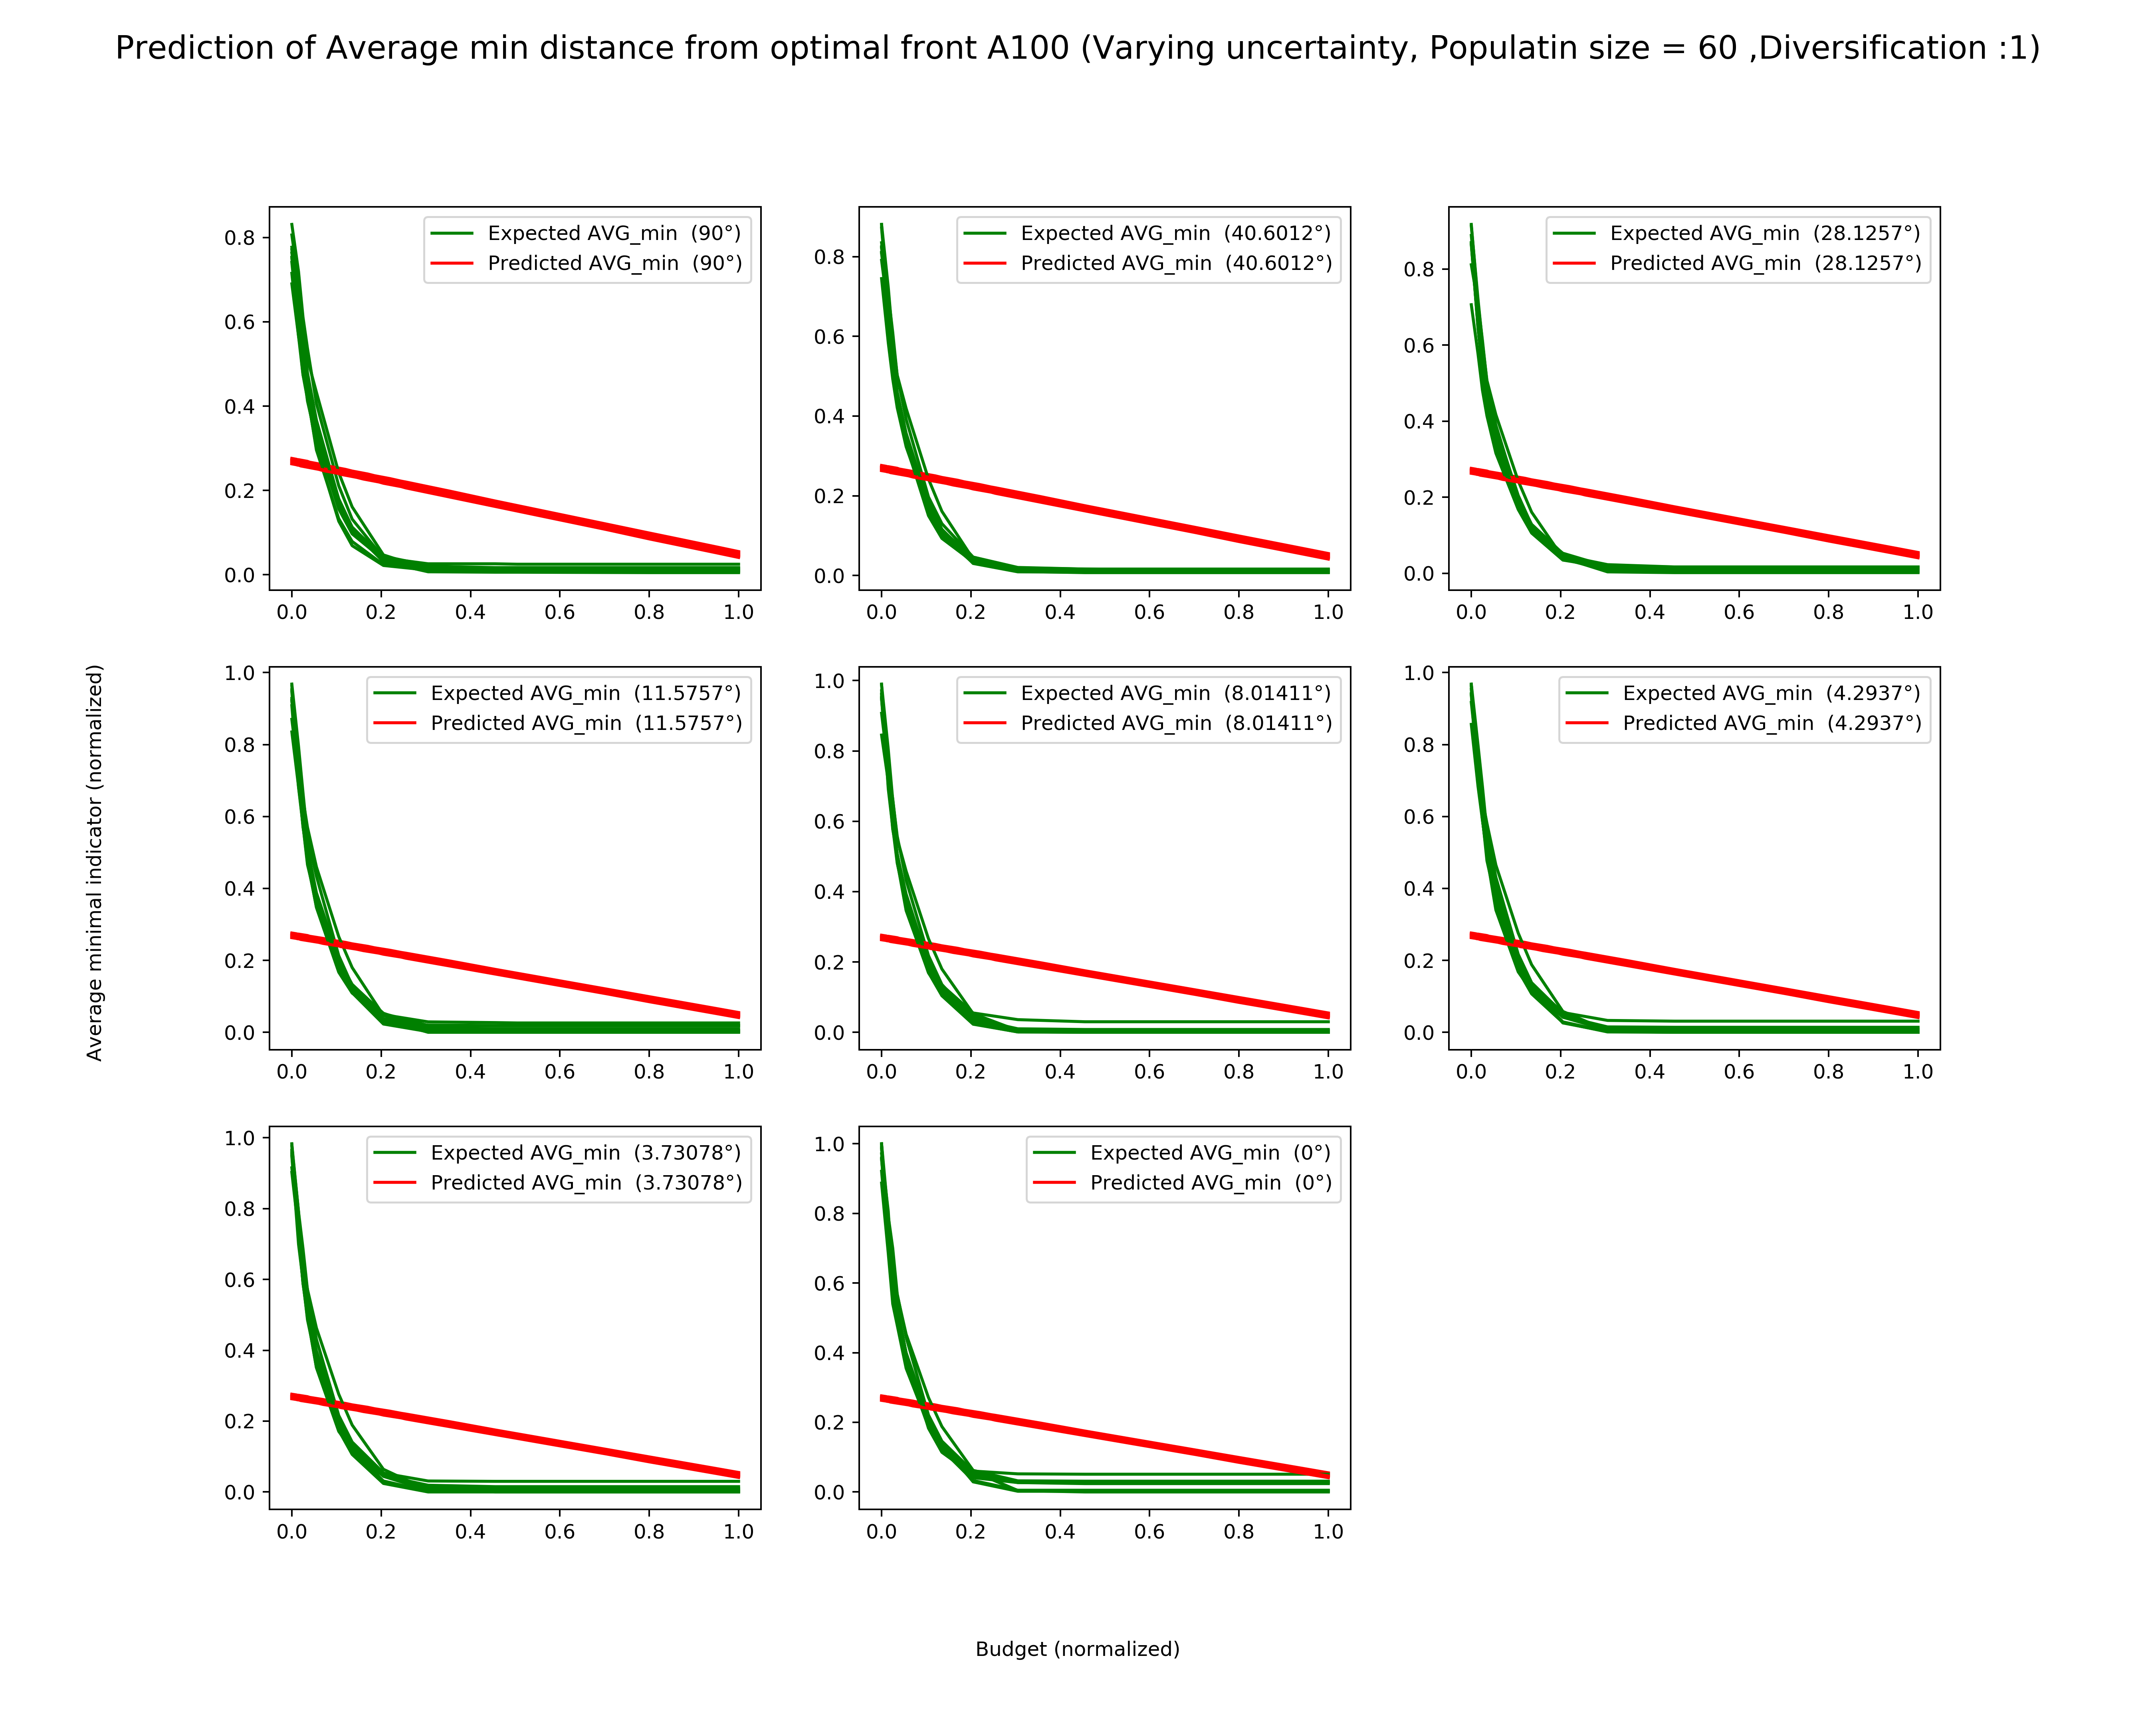 Prediction of Average min distance from optimal front A100 (Varying uncertainty, Populatin size = 60 ,Diversification :1)
Expected AVG_min (90°)
Predicted AVG_min (90°)
0.8
0.6
0.4
0.2
0.0
0.0 0.2 0.4 0.6 0.8 1.0
Expected AVG_min (40.6012°)
Predicted AVG_min (40.6012°)
0.8
0.6
0.4
0.2
0.0
0.0 0.2 0.4 0.6 0.8 1.0
Expected AVG_min (28.1257°)
Predicted AVG_min (28.1257°)
0.8
0.6
0.4
0.2
0.0
0.0 0.2 0.4 0.6 0.8 1.0
Average minimal indicator (normalized)
Expected AVG_min (11.5757°)
Predicted AVG_min (11.5757°)
1.0
0.8
0.6
0.4
0.2
0.0
0.0 0.2 0.4 0.6 0.8 1.0
Expected AVG_min (8.01411°)
Predicted AVG_min (8.01411°)
1.0
0.8
0.6
0.4
0.2
0.0
0.0 0.2 0.4 0.6 0.8 1.0
Expected AVG_min (4.2937°)
Predicted AVG_min (4.2937°)
1.0
0.8
0.6
0.4
0.2
0.0
0.0 0.2 0.4 0.6 0.8 1.0
Expected AVG_min (3.73078°)
Predicted AVG_min (3.73078°)
1.0
0.8
0.6
0.4
0.2
0.0
0.0 0.2 0.4 0.6 0.8 1.0
Expected AVG_min (0°)
Predicted AVG_min (0°)
1.0
0.8
0.6
0.4
0.2
0.0
0.0 0.2 0.4 0.6 0.8 1.0
Budget (normalized)